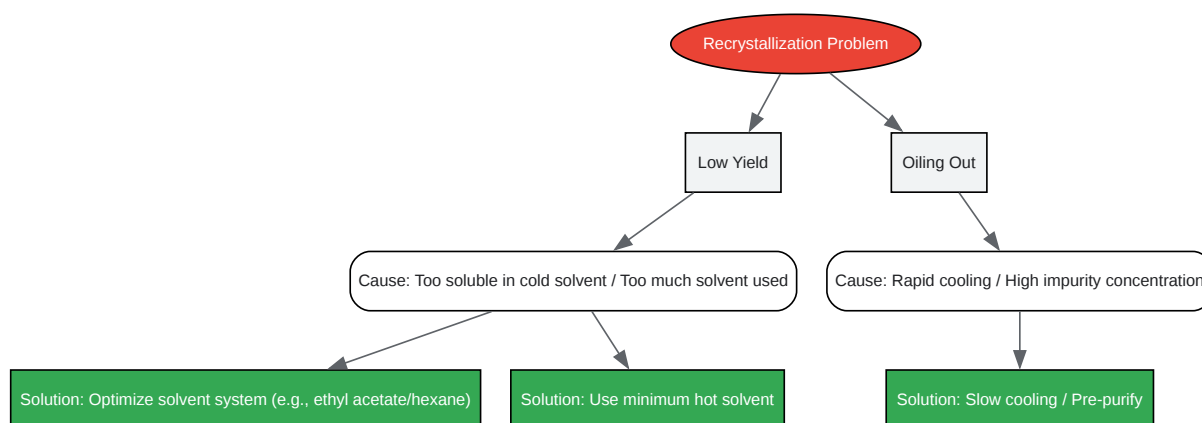 Recrystallization Problem
Low Yield
Oiling Out
Cause: Too soluble in cold solvent / Too much solvent used
Cause: Rapid cooling / High impurity concentration
Solution: Optimize solvent system (e.g., ethyl acetate/hexane)
Solution: Use minimum hot solvent
Solution: Slow cooling / Pre-purify